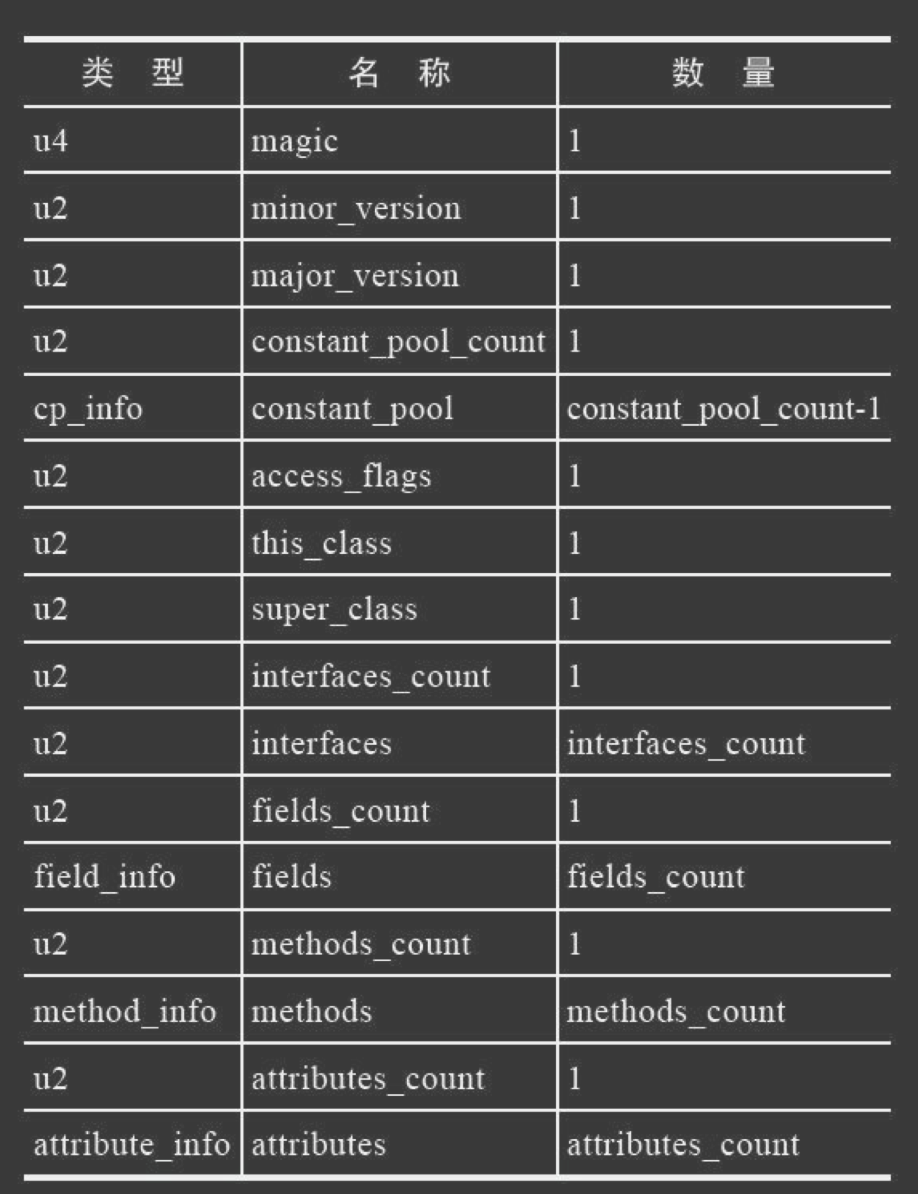 类 型 名 称 数 量
u4 magic 1
u2 minor_version 1
u2 major_version 1
u2 constant_pool_count 1
cp_info constant_pool constant_pool_count-1
u2 access_flags 1
u2 this_class 1
u2 super_class 1
u2 interfaces_count 1
u2 interfaces interfaces_count
u2 fields_count 1
field_info fields fields_count
u2 methods_count 1
method_info methods methods_count
u2 attributes_count 1
attribute_info attributes attributes_count